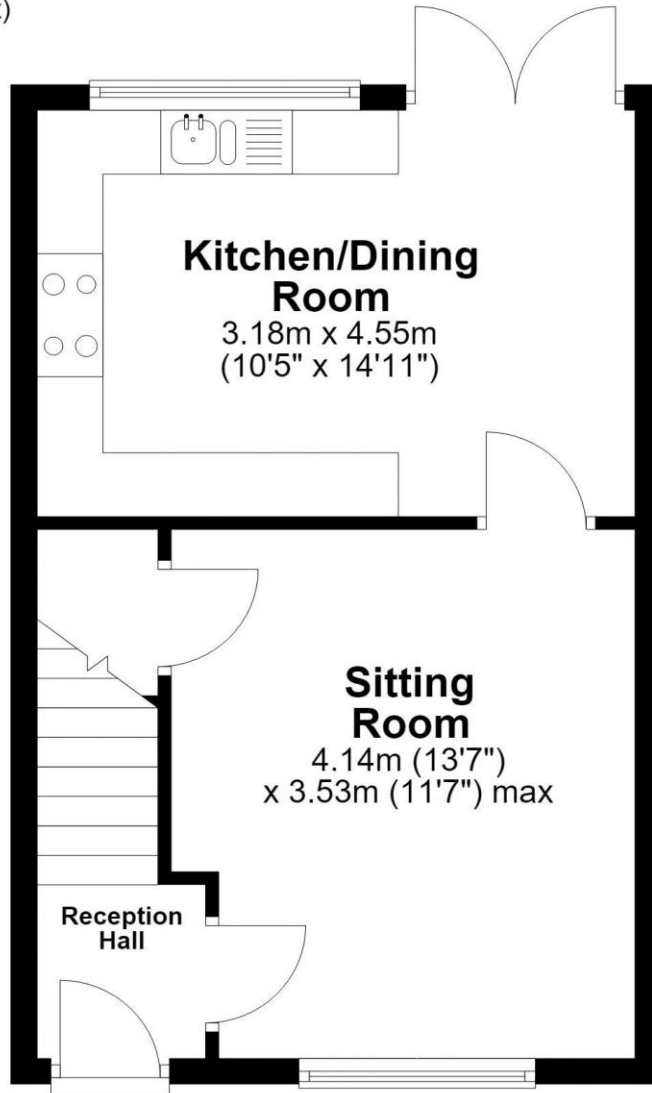 Kitchen/Dining
Room
3.18m x 4.55m
(10'5" x 14'11")
Sitting
Room
4.14m (13'7")
x 3.53m (11'7") max
Reception
Hall